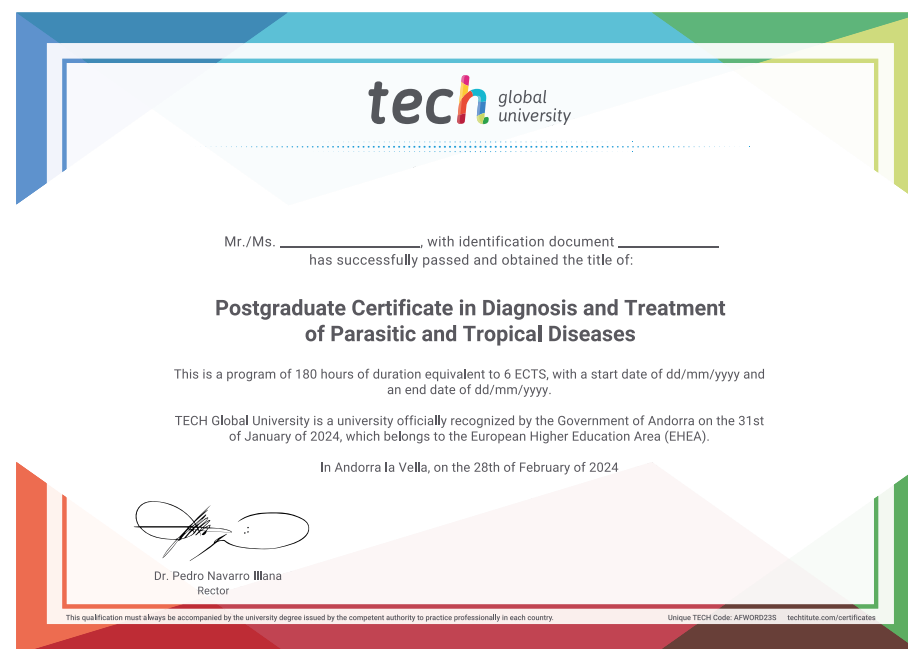 tech global
university
Mr./Ms. ____________, with identification document ____________
has successfully passed and obtained the title of:
Postgraduate Certificate in Diagnosis and Treatment
of Parasitic and Tropical Diseases
This is a program of 180 hours of duration equivalent to 6 ECTS, with a start date of dd/mm/yyyy and
an end date of dd/mm/yyyy.
TECH Global University is a university officially recognized by the Government of Andorra on the 31st
of January of 2024, which belongs to the European Higher Education Area (EHEA).
In Andorra la Vella, on the 28th of February of 2024
Dr. Pedro Navarro Illana
Rector
This qualification must always be accompanied by the university degree issued by the competent authority to practice professionally in each country.
Unique TECH Code: AFWORD23S techtitute.com/certificates